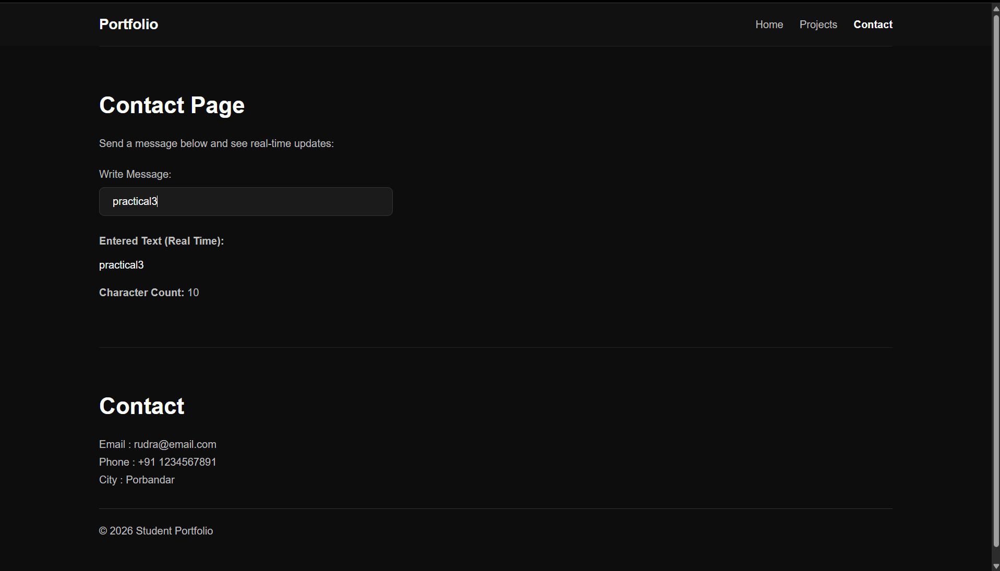 Portfolio
Home Projects Contact
Contact Page
Send a message below and see real-time updates:
Write Message:
practical3
Entered Text (Real Time):
practical3
Character Count: 10
Contact
Email : rudra@email.com
Phone : +91 1234567891
City : Porbandar
© 2026 Student Portfolio